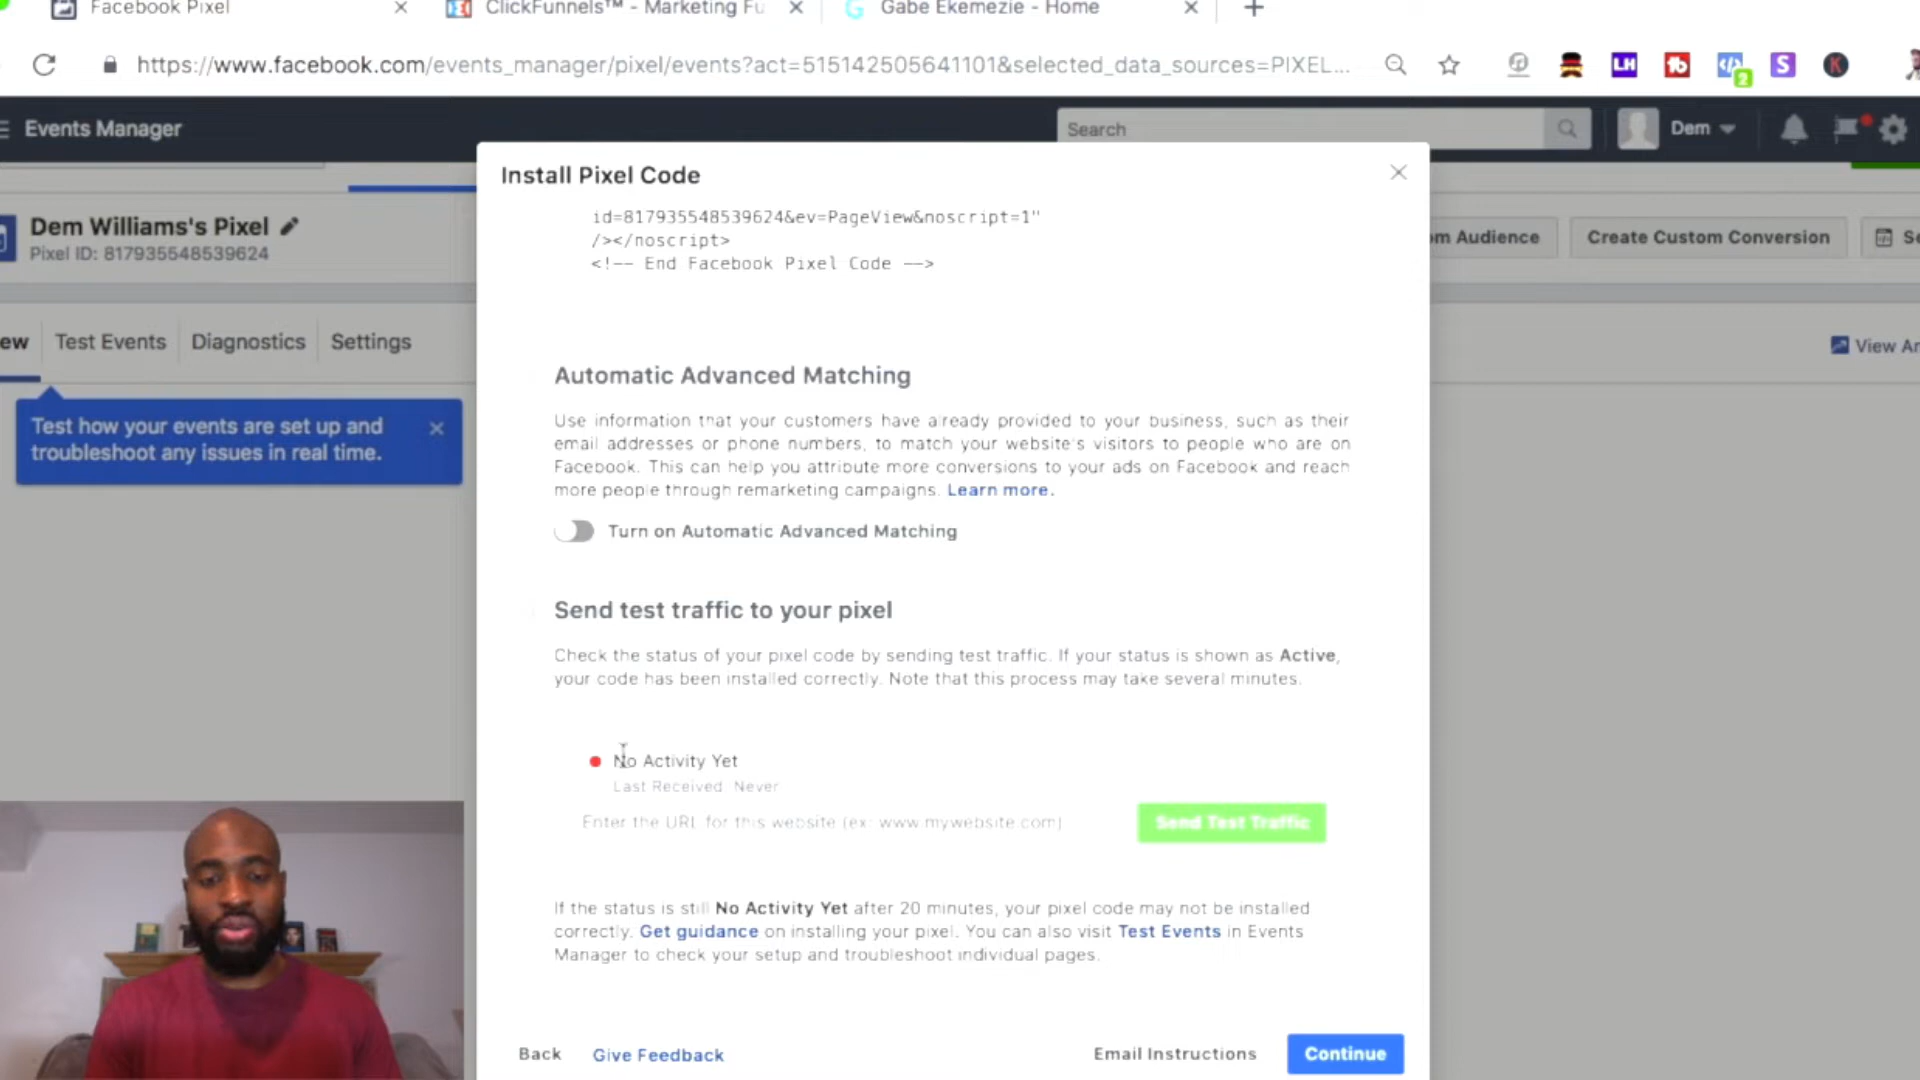 Facebook Pixel
ClickFunnels™ - Marketing Fu
Gabe Ekemezie - Home
https://www.facebook.com/events_manager/pixel/events?act=515142505641101&selected_data_sources=PIXEL...
LH
2
S
K
Events Manager
Search
Dem
Install Pixel Code
Dem Williams's Pixel
Pixel ID: 817935548539624
id=817935548539624&ev=PageView&noscript=1"
/></noscript>
<!-- End Facebook Pixel Code -->
om Audience
Create Custom Conversion
Se
ew
Test Events
Diagnostics
Settings
View An
Test how your events are set up and
troubleshoot any issues in real time.
Automatic Advanced Matching
Use information that your customers have already provided to your business, such as their
email addresses or phone numbers, to match your website's visitors to people who are on
Facebook. This can help you attribute more conversions to your ads on Facebook and reach
more people through remarketing campaigns. Learn more.
Turn on Automatic Advanced Matching
Send test traffic to your pixel
Check the status of your pixel code by sending test traffic. If your status is shown as Active,
your code has been installed correctly. Note that this process may take several minutes.
No Activity Yet
Last Received: Never
Enter the URL for this website (ex: www.mywebsite.com)
Send Test Traffic
If the status is still No Activity Yet after 20 minutes, your pixel code may not be installed
correctly. Get guidance on installing your pixel. You can also visit Test Events in Events
Manager to check your setup and troubleshoot individual pages.
Back
Give Feedback
Email Instructions
Continue